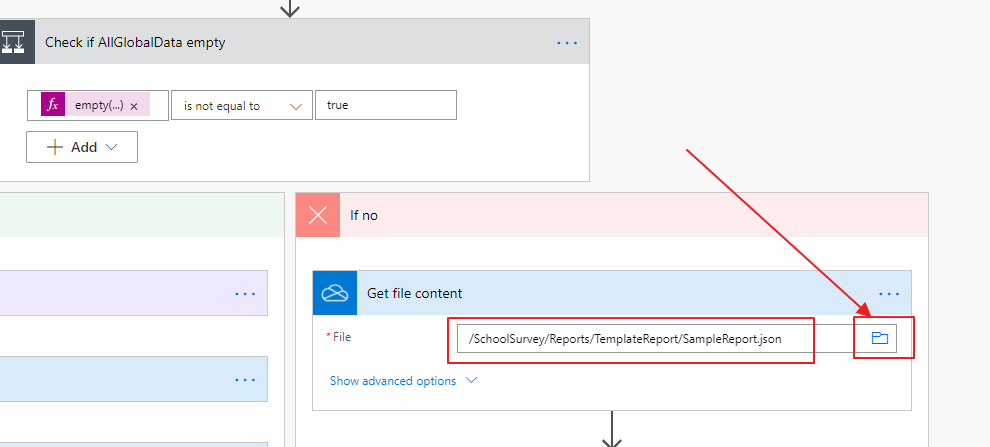 Check if AllGlobalData empty
fx empty(...) × is not equal to true
Add
If no
Get file content
* File /SchoolSurvey/Reports/TemplateReport/SampleReport.json
Show advanced options